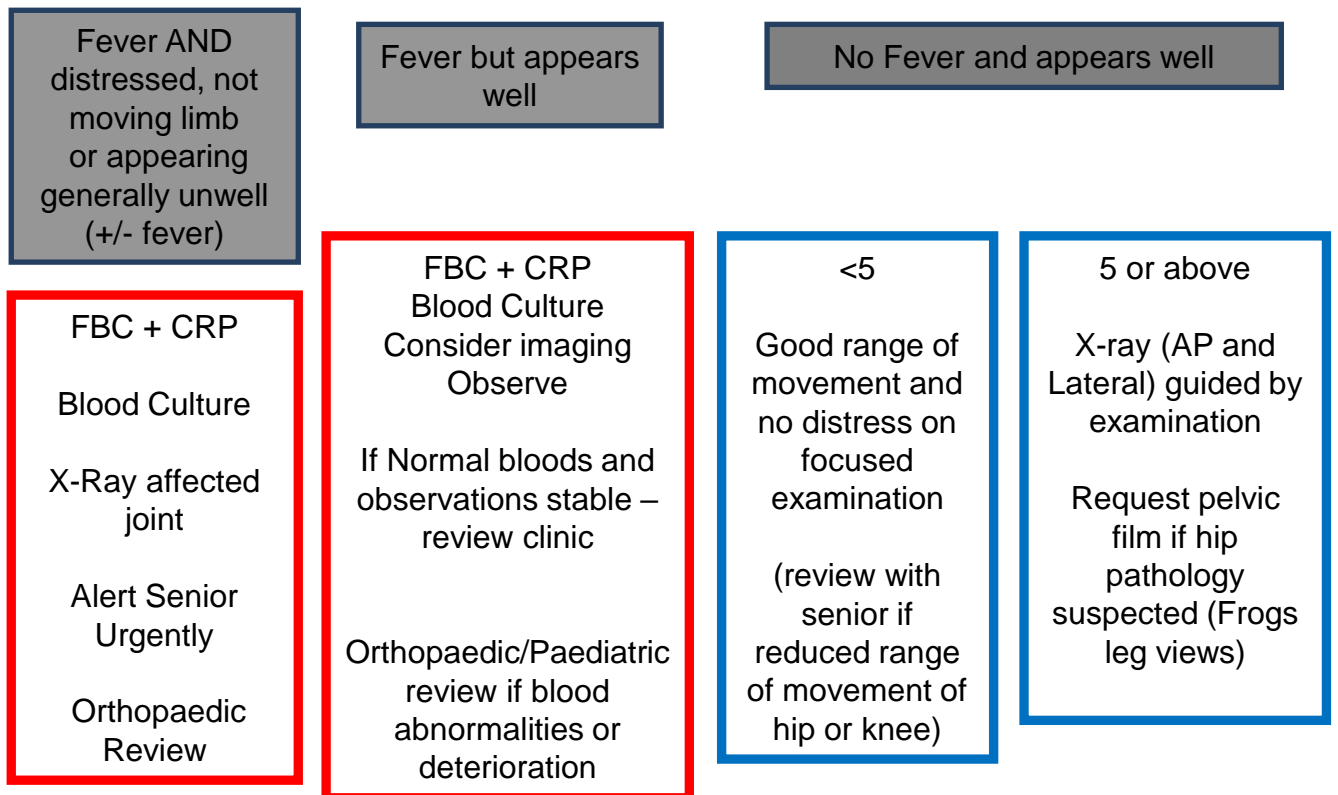 Fever AND
distressed, not
moving limb
or appearing
generally unwell
(+/- fever)
FBC + CRP
Blood Culture
X-Ray affected
joint
Alert Senior
Urgently
Orthopaedic
Review
Fever but appears
well
FBC + CRP
Blood Culture
Consider imaging
Observe
If Normal bloods and
observations stable –
review clinic
Orthopaedic/Paediatric
review if blood
abnormalities or
deterioration
No Fever and appears well
<5
Good range of
movement and
no distress on
focused
examination
(review with
senior if
reduced range
of movement of
hip or knee)
5 or above
X-ray (AP and
Lateral) guided by
examination
Request pelvic
film if hip
pathology
suspected (Frogs
leg views)